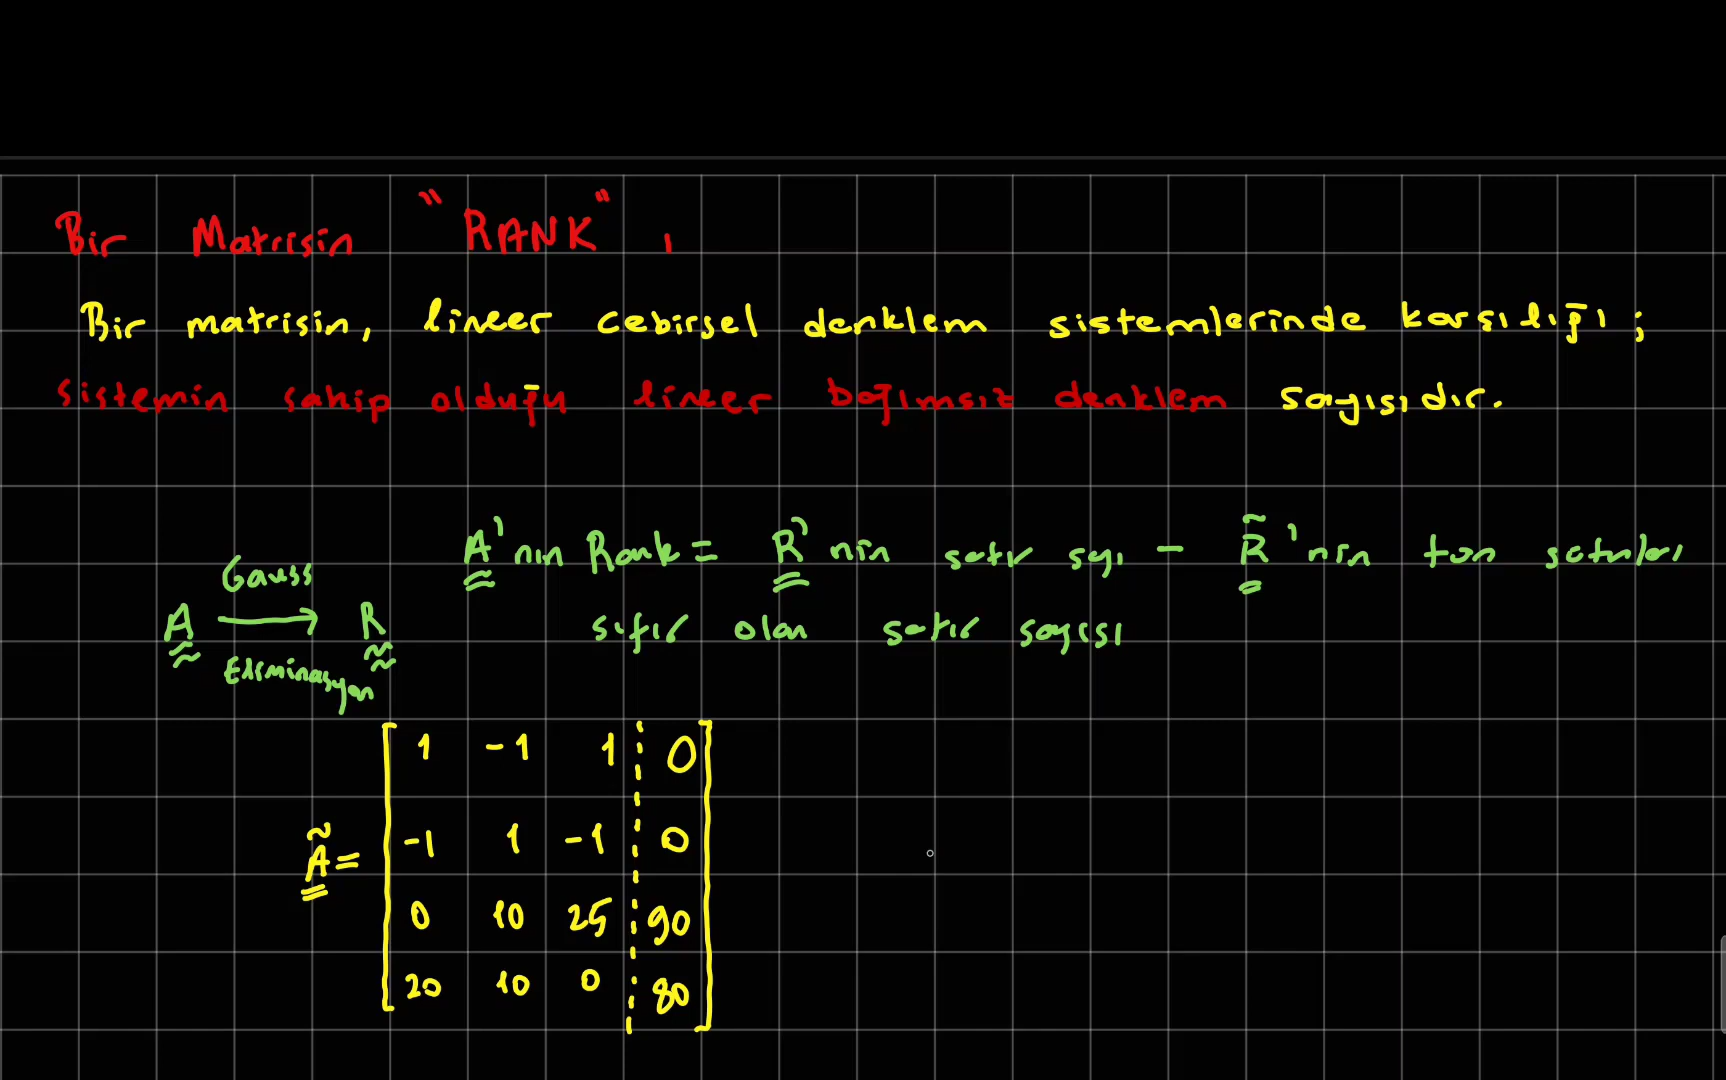 Bir Matrisin "RANK" ı
Bir matrisin, lineer cebirsel denklem sistemlerinde karşılığı;
sistemin sahip olduğu lineer bağımsız denklem sayısıdır.
A'nın Rank = R'nin satır sayı - R̃'nin tüm satırları
sıfır olan satır sayısı
Gauss
A → R
Eliminasyon
1 -1 1 0
-1 1 -1 0
Ã =
0 10 25 90
20 10 0 80